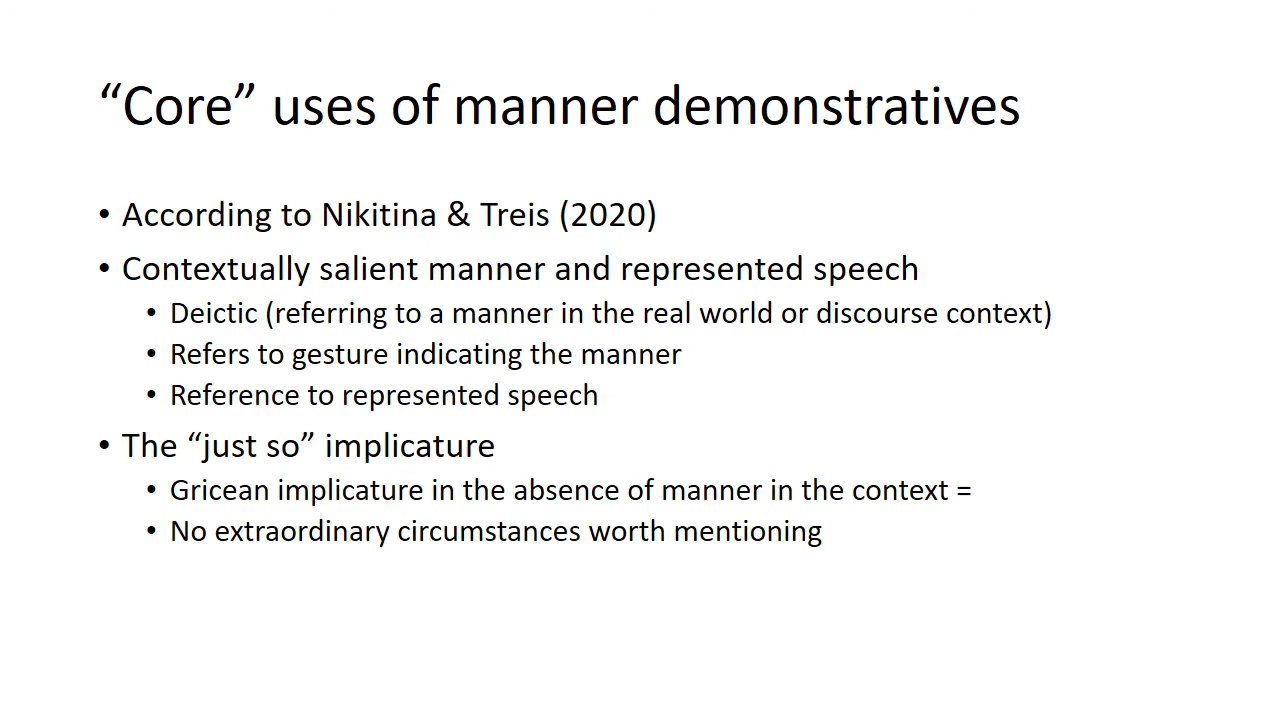 “Core” uses of manner demonstratives
• According to Nikitina & Treis (2020)
• Contextually salient manner and represented speech
• Deictic (referring to a manner in the real world or discourse context)
• Refers to gesture indicating the manner
• Reference to represented speech
• The “just so” implicature
• Gricean implicature in the absence of manner in the context =
• No extraordinary circumstances worth mentioning